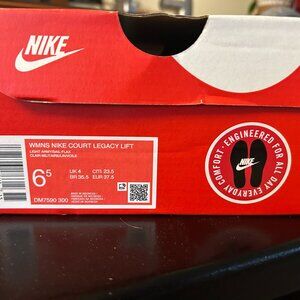 NIKE
WMNS NIKE COURT LEGACY LIFT
6.5
UK 4
CM 23.5
BR 35.5
EUR 37.5
DM7590 300
ENGINEERED FOR ALL DAY EVERYDAY COMFORT
NIKE